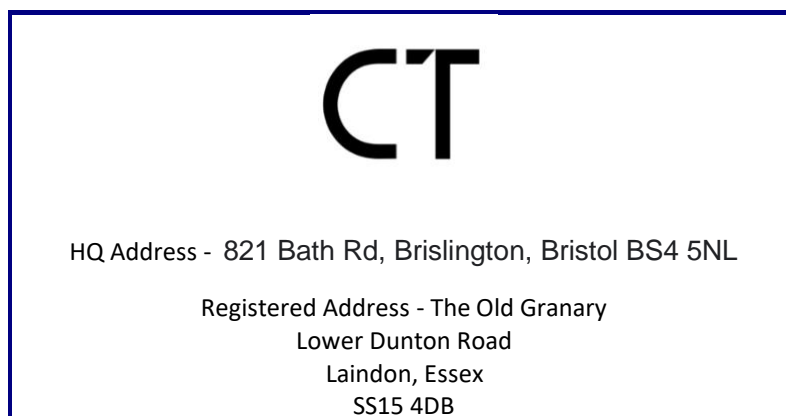 CT
HQ Address - 821 Bath Rd, Brislington, Bristol BS4 5NL
Registered Address - The Old Granary
Lower Dunton Road
Laindon, Essex
SS15 4DB